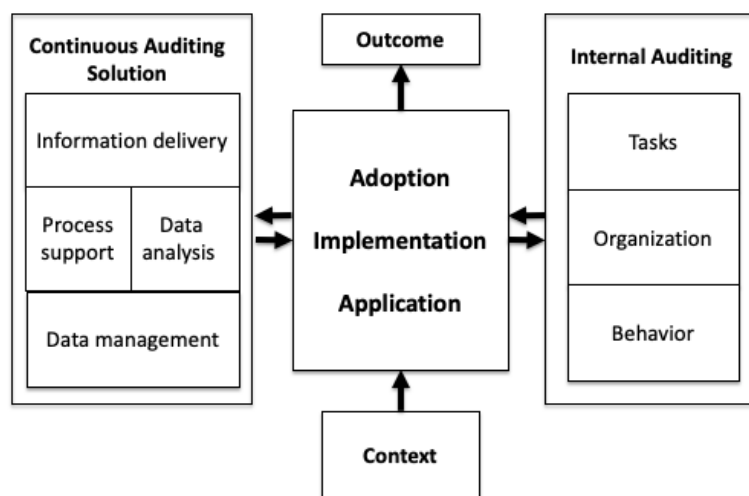 Continuous Auditing
Solution
Information delivery
Process
support
Data
analysis
Data management
Outcome
Adoption
Implementation
Application
Context
Internal Auditing
Tasks
Organization
Behavior